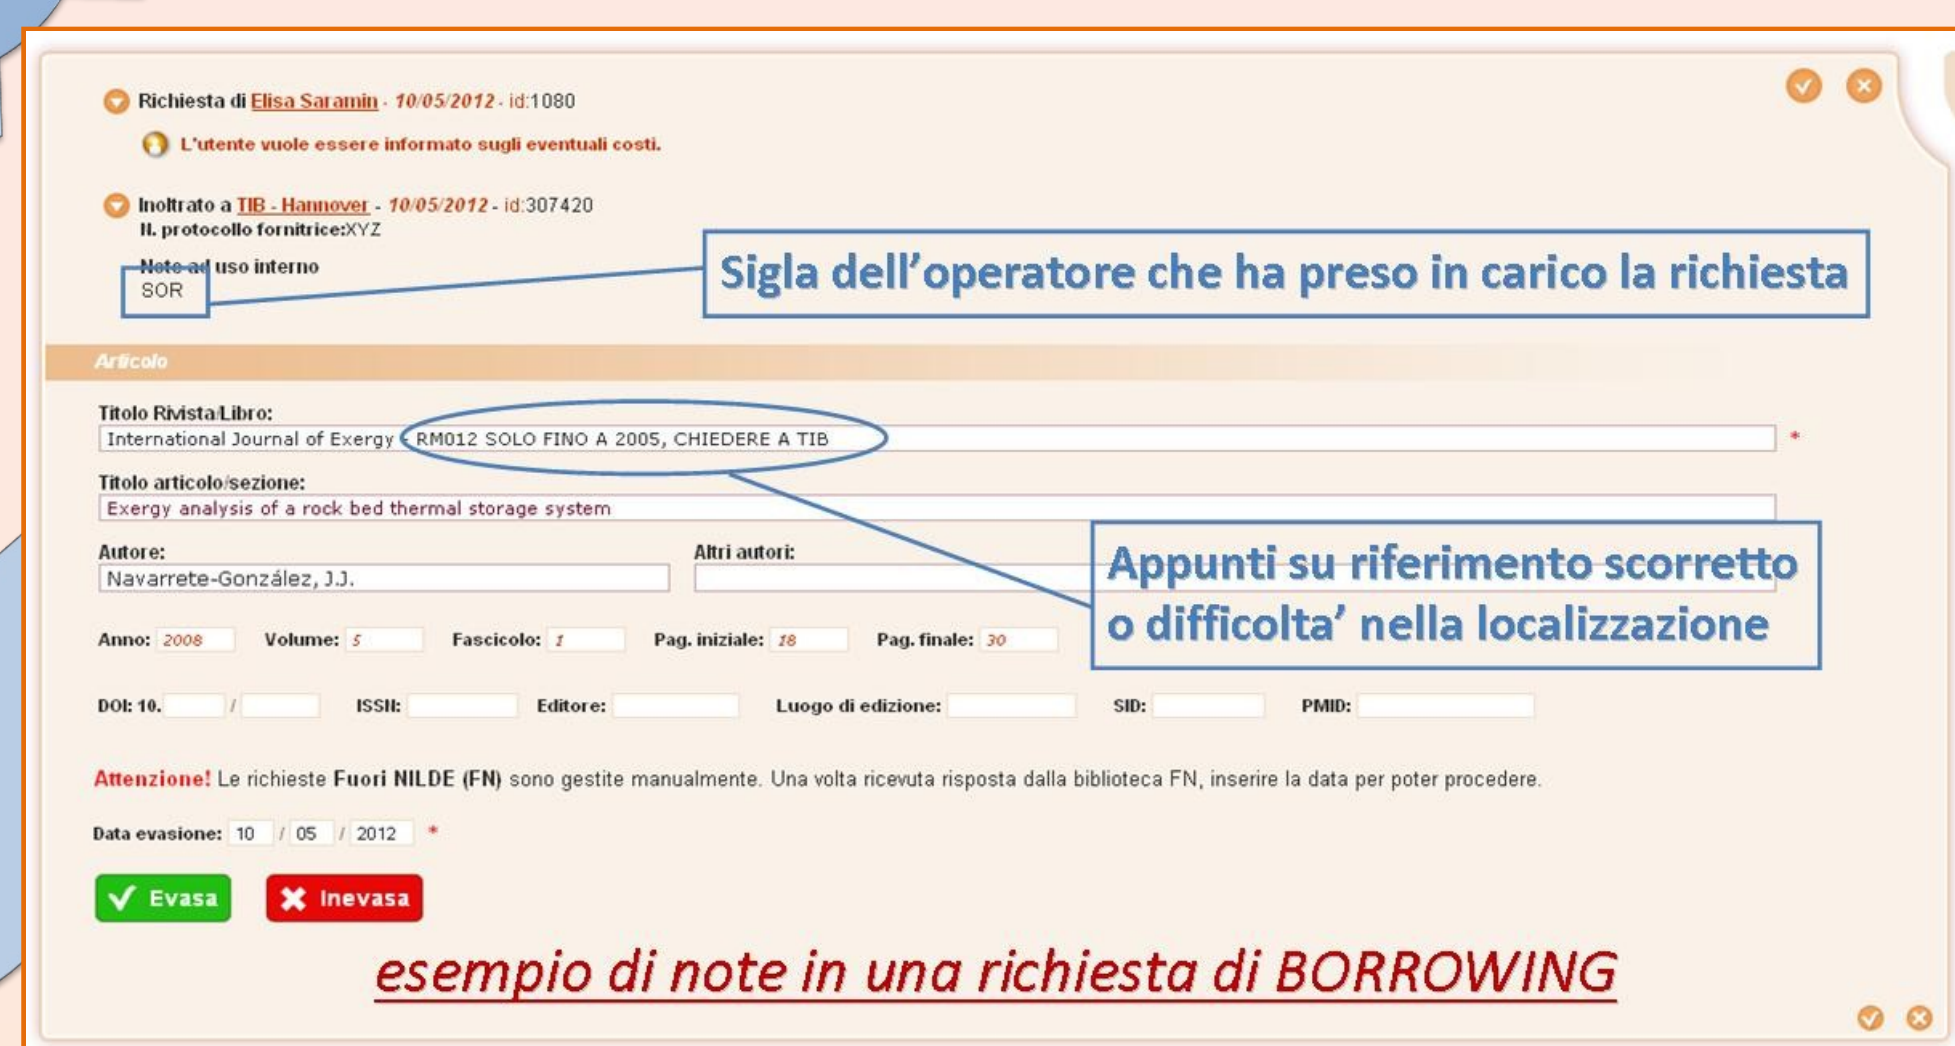 Richiesta di Elisa Saramin - 10/05/2012 - id:1080
L'utente vuole essere informato sugli eventuali costi.
Inoltrato a TIB - Hannover - 10/05/2012 - id:307420
N. protocollo fornitrice:XYZ
Note ad uso interno
SOR
Sigla dell'operatore che ha preso in carico la richiesta
Articolo
Titolo Rivista/Libro:
International Journal of Exergy - RM012 SOLO FINO A 2005, CHIEDERE A TIB *
Titolo articolo/sezione:
Exergy analysis of a rock bed thermal storage system
Autore: Altri autori:
Navarrete-González, J.J.
Appunti su riferimento scorretto
o difficolta' nella localizzazione
Anno: 2008 Volume: 5 Fascicolo: 1 Pag. iniziale: 18 Pag. finale: 30
DOI: 10. / ISSN: Editore: Luogo di edizione: SID: PMID:
Attenzione! Le richieste Fuori NILDE (FN) sono gestite manualmente. Una volta ricevuta risposta dalla biblioteca FN, inserire la data per poter procedere.
Data evasione: 10 / 05 / 2012 *
Evasa Inevasa
esempio di note in una richiesta di BORROWING